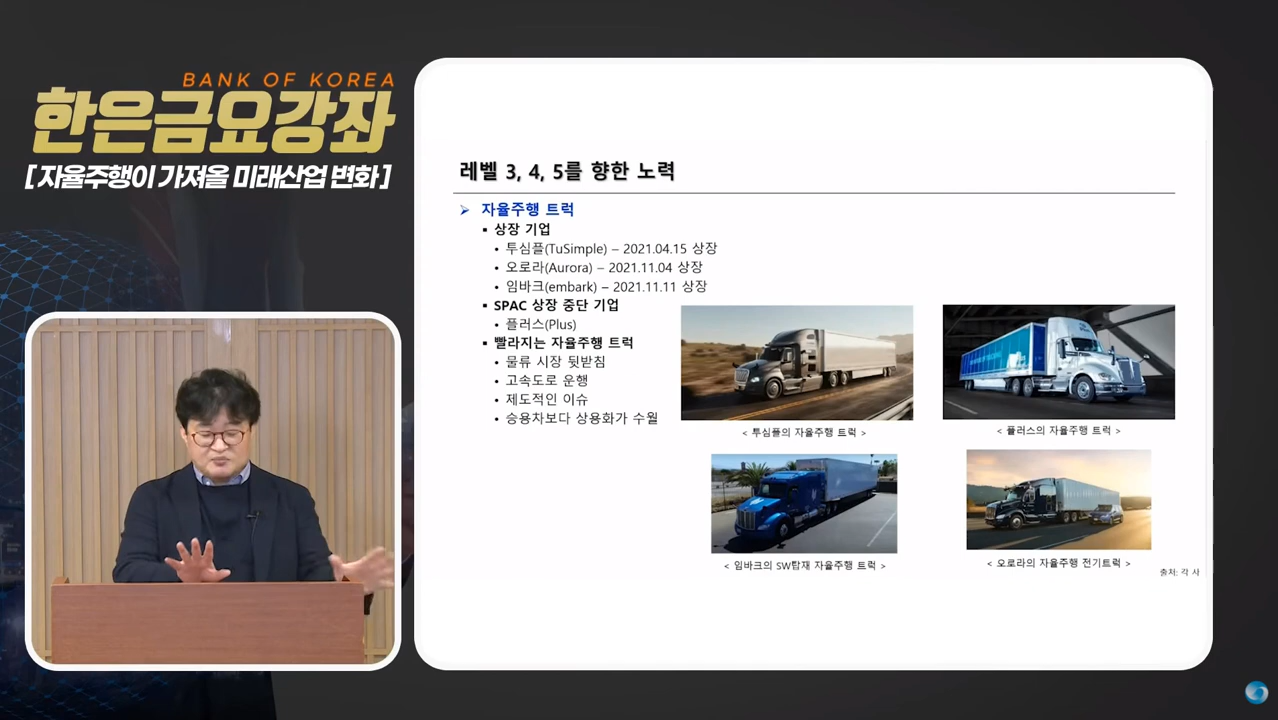 BANK OF KOREA
한은금요강좌
[자율주행이 가져올 미래산업 변화]
레벨 3, 4, 5를 향한 노력
➢ 자율주행 트럭
▪ 상장 기업
• 투심플(TuSimple) – 2021.04.15 상장
• 오로라(Aurora) – 2021.11.04 상장
• 임바크(embark) – 2021.11.11 상장
▪ SPAC 상장 중단 기업
• 플러스(Plus)
▪ 빨라지는 자율주행 트럭
• 물류 시장 뒷받침
• 고속도로 운행
• 제도적인 이슈
• 승용차보다 상용화가 수월
< 투심플의 자율주행 트럭 >
< 플러스의 자율주행 트럭 >
< 임바크의 SW탑재 자율주행 트럭 >
< 오로라의 자율주행 전기트럭 >
출처: 각 사